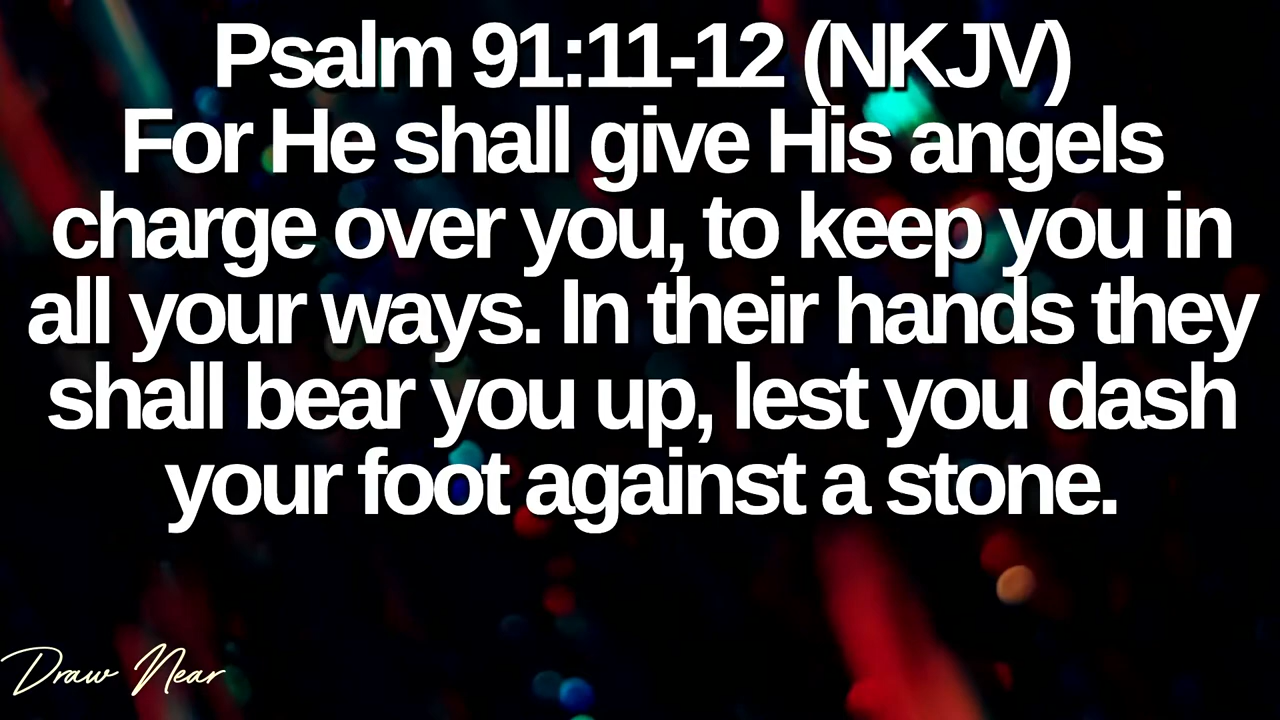 Psalm 91:11-12 (NKJV)
For He shall give His angels
charge over you, to keep you in
all your ways. In their hands they
shall bear you up, lest you dash
your foot against a stone.
Draw Near